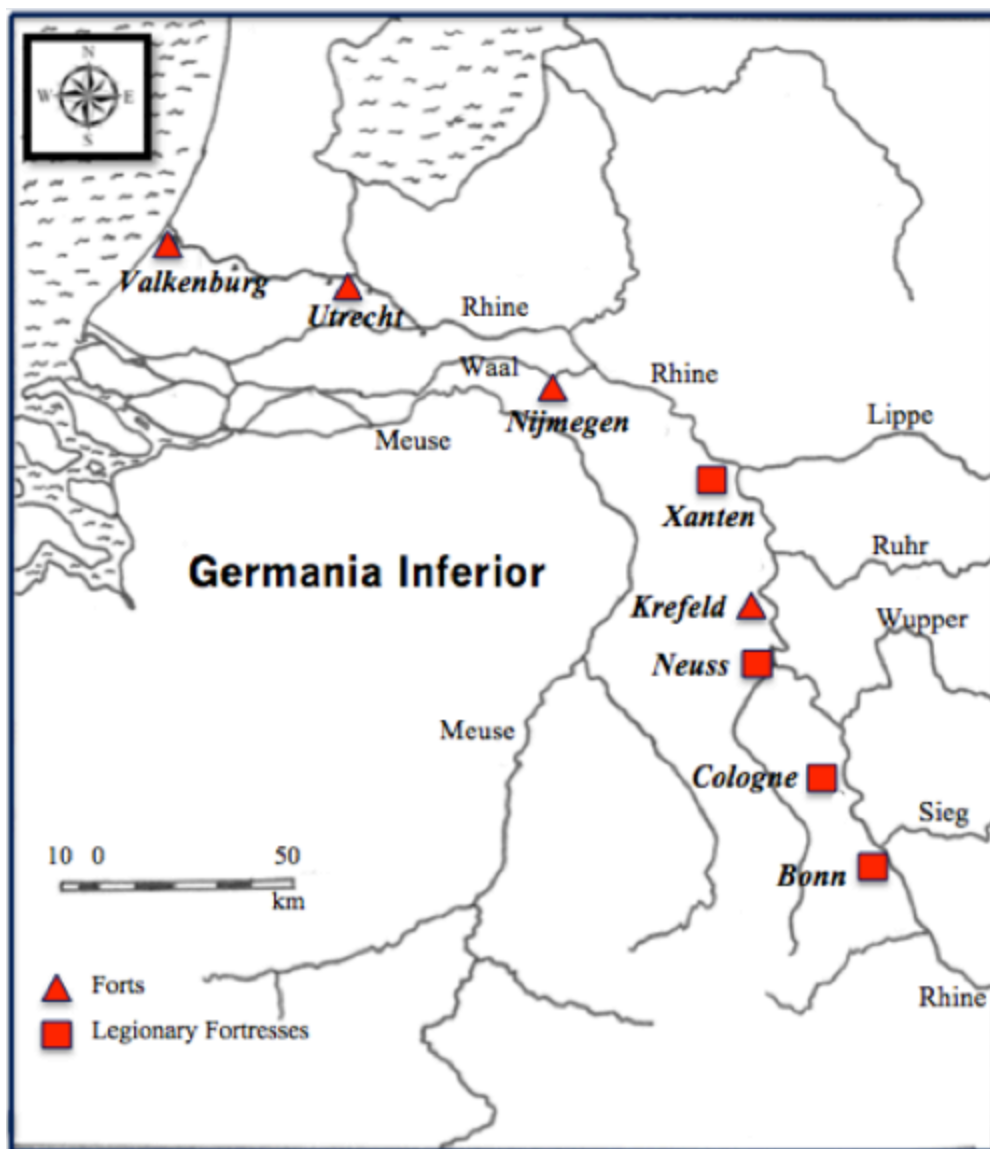 N
W E
S
Valkenburg
Utrecht
Rhine
Waal
Rhine
Nijmegen
Lippe
Meuse
Xanten
Ruhr
Germania Inferior
Krefeld
Wupper
Neuss
Meuse
Cologne
Sieg
10 0 50
km
Bonn
Forts
Rhine
Legionary Fortresses